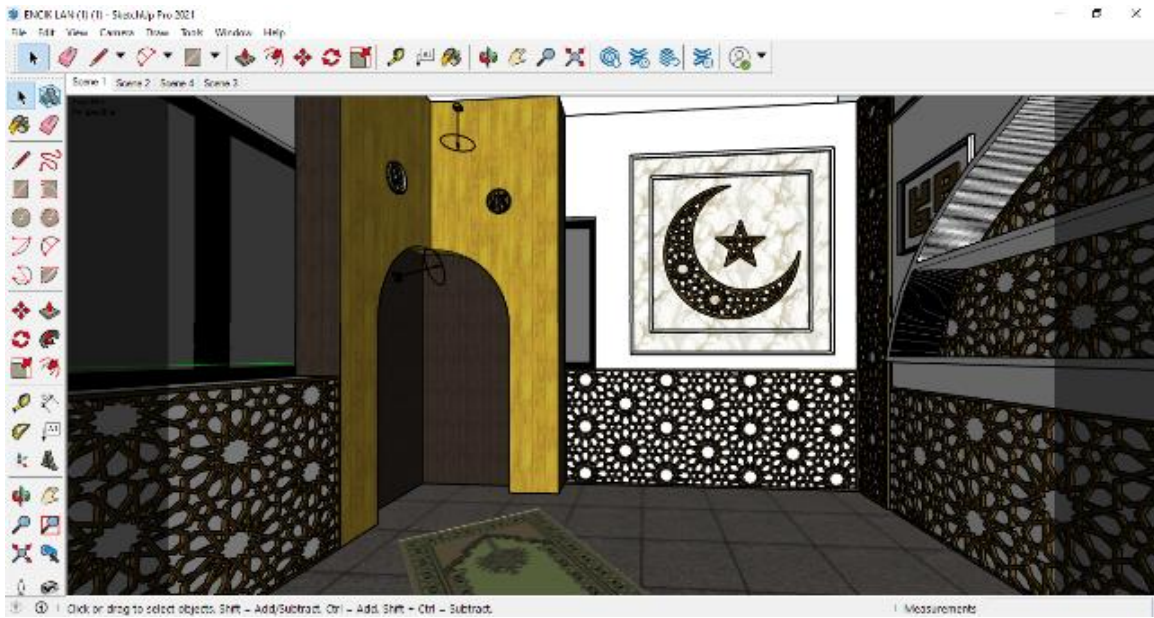 ENCIK LAN (1) (1) - SketchUp Pro 2021
File Edit View Camera Draw Tools Window Help
Scene 1 Scene 2 Scene 4 Scene 3
Click or drag to select objects. Shift = Add/Subtract. Ctrl = Add. Shift + Ctrl = Subtract.
Measurements